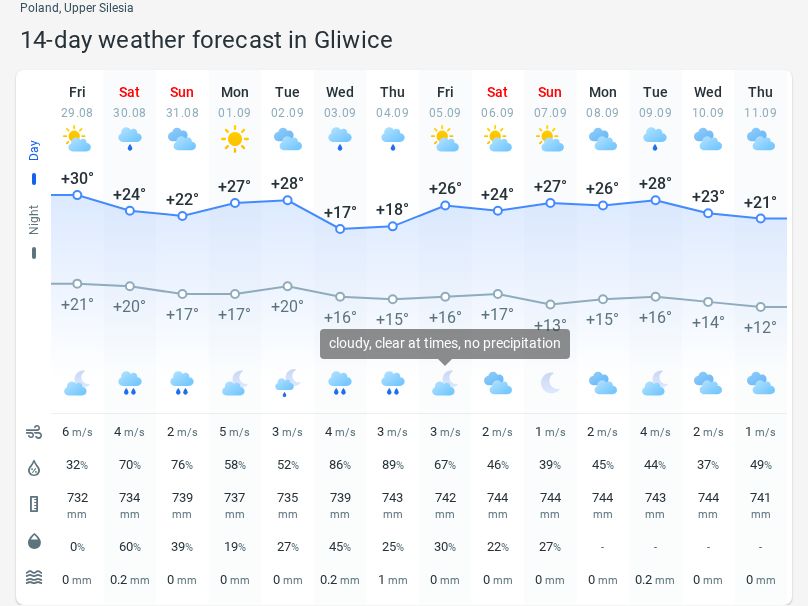 Poland, Upper Silesia
14-day weather forecast in Gliwice
Fri Sat Sun Mon Tue Wed Thu Fri Sat Sun Mon Tue Wed Thu
29.08 30.08 31.08 01.09 02.09 03.09 04.09 05.09 06.09 07.09 08.09 09.09 10.09 11.09
Day
+30° +24° +22° +27° +28° +17° +18° +26° +24° +27° +26° +28° +23° +21°
Night
+21° +20° +17° +17° +20° +16° +15° +16° +17° +13° +15° +16° +14° +12°
cloudy, clear at times, no precipitation
6 m/s 4 m/s 2 m/s 5 m/s 3 m/s 4 m/s 3 m/s 3 m/s 2 m/s 1 m/s 2 m/s 4 m/s 2 m/s 1 m/s
32% 70% 76% 58% 52% 86% 89% 67% 46% 39% 45% 44% 37% 49%
732 734 739 737 735 739 743 742 744 744 744 743 744 741
mm mm mm mm mm mm mm mm mm mm mm mm mm mm
0% 60% 39% 19% 27% 45% 25% 30% 22% 27% - - - -
0 mm 0.2 mm 0 mm 0 mm 0 mm 0.2 mm 1 mm 0 mm 0 mm 0 mm 0 mm 0.2 mm 0 mm 0 mm